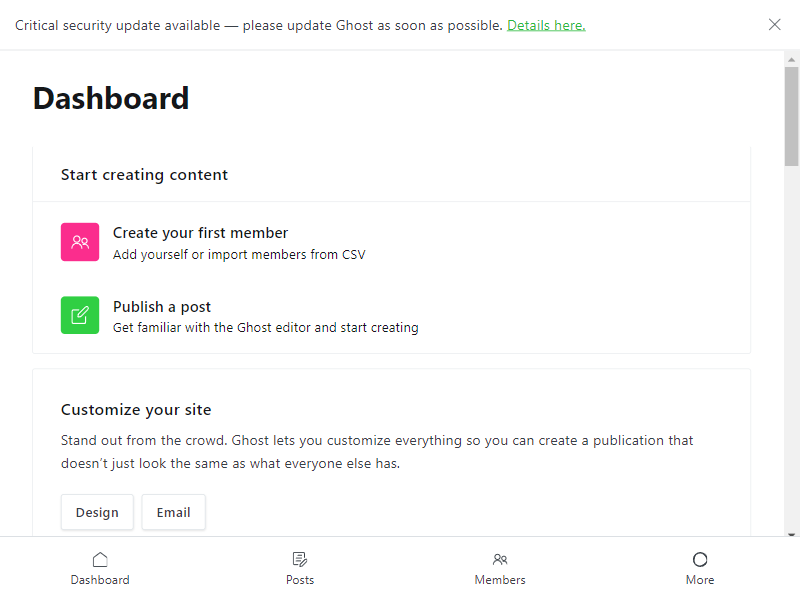 Critical security update available — please update Ghost as soon as possible. Details here.
Dashboard
Start creating content
Create your first member
Add yourself or import members from CSV
Publish a post
Get familiar with the Ghost editor and start creating
Customize your site
Stand out from the crowd. Ghost lets you customize everything so you can create a publication that
doesn’t just look the same as what everyone else has.
Design Email
Dashboard Posts Members More